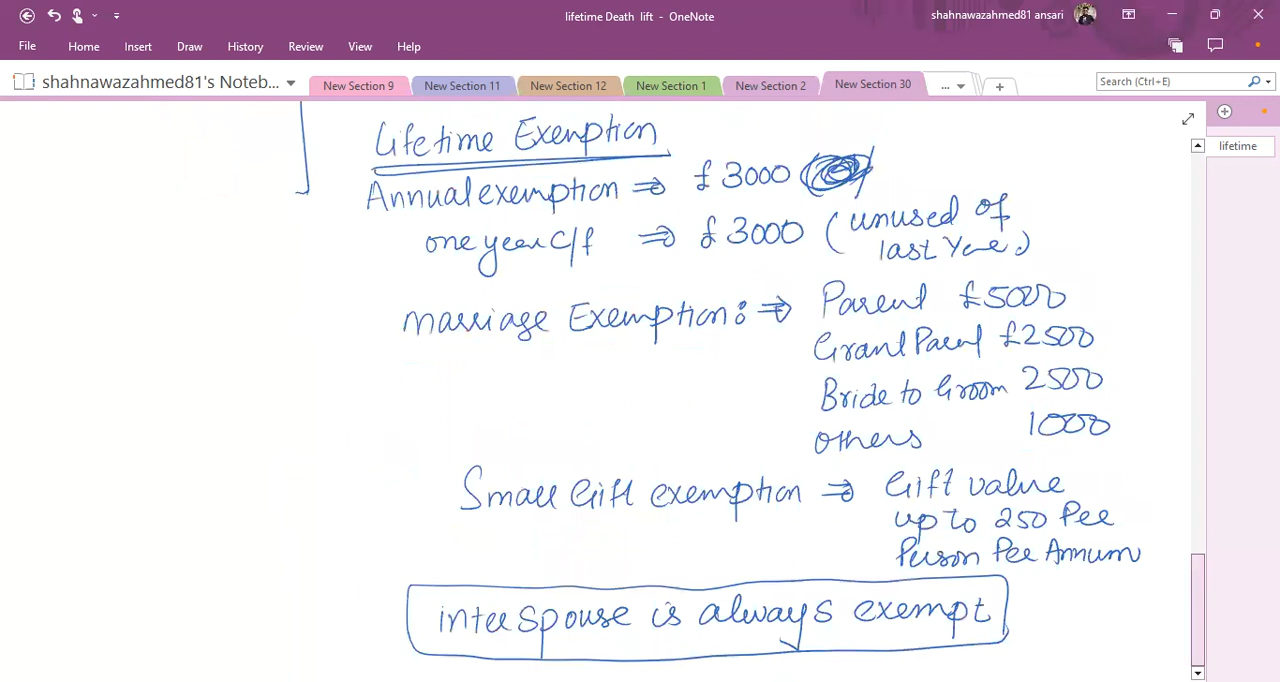 lifetime Death lift - OneNote
shahnawazahmed81 ansari
File Home Insert Draw History Review View Help
shahnawazahmed81's Noteb...
New Section 9 New Section 11 New Section 12 New Section 1 New Section 2 New Section 30 ...
Search (Ctrl+E)
lifetime
Lifetime Exemption
Annual exemption ⇒ £3000
one year C/f ⇒ £3000 (unused of
last Year)
Marriage Exemption: ⇒ Parent £5000
Grand Parent £2500
Bride to Groom 2500
others 1000
Small Gift exemption ⇒ Gift value
up to 250 Per
Person Per Annum
inter spouse is always exempt